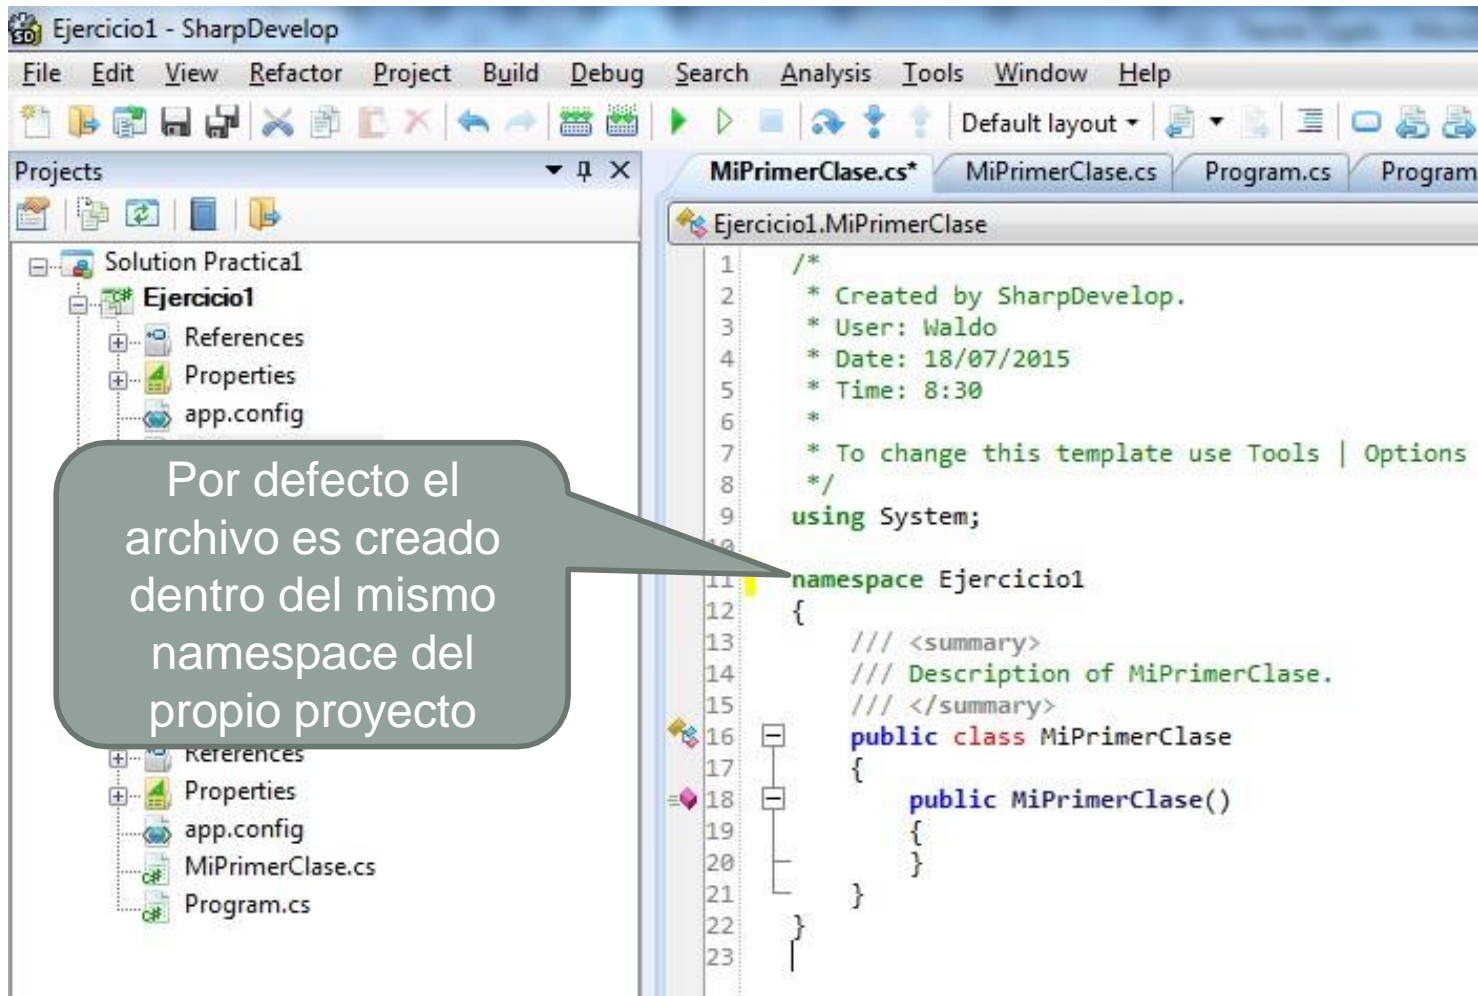 Ejercicio1 - SharpDevelop
File Edit View Refactor Project Build Debug Search Analysis Tools Window Help
Default layout
Projects
MiPrimerClase.cs* MiPrimerClase.cs Program.cs Program
Ejercicio1.MiPrimerClase
Solution Practica1
Ejercicio1
References
Properties
app.config
Por defecto el
archivo es creado
dentro del mismo
namespace del
propio proyecto
References
Properties
app.config
MiPrimerClase.cs
Program.cs
1 /*
2 * Created by SharpDevelop.
3 * User: Waldo
4 * Date: 18/07/2015
5 * Time: 8:30
6 *
7 * To change this template use Tools | Options
8 */
9 using System;
10
11 namespace Ejercicio1
12 {
13 /// <summary>
14 /// Description of MiPrimerClase.
15 /// </summary>
16 public class MiPrimerClase
17 {
18 public MiPrimerClase()
19 {
20 }
21 }
22 }
23